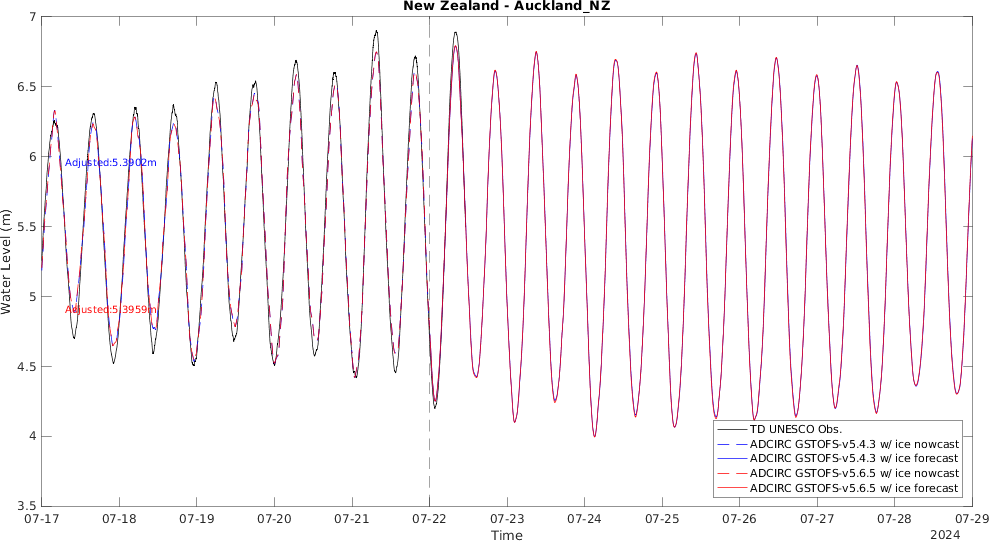 New Zealand - Auckland_NZ
7
6.5
6
5.5
5
4.5
4
3.5
Water Level (m)
Adjusted:5.3902m
Adjusted:5.3959m
TD UNESCO Obs.
ADCIRC GSTOFS-v5.4.3 w/ ice nowcast
ADCIRC GSTOFS-v5.4.3 w/ ice forecast
ADCIRC GSTOFS-v5.6.5 w/ ice nowcast
ADCIRC GSTOFS-v5.6.5 w/ ice forecast
07-17 07-18 07-19 07-20 07-21 07-22 07-23 07-24 07-25 07-26 07-27 07-28 07-29
Time
2024